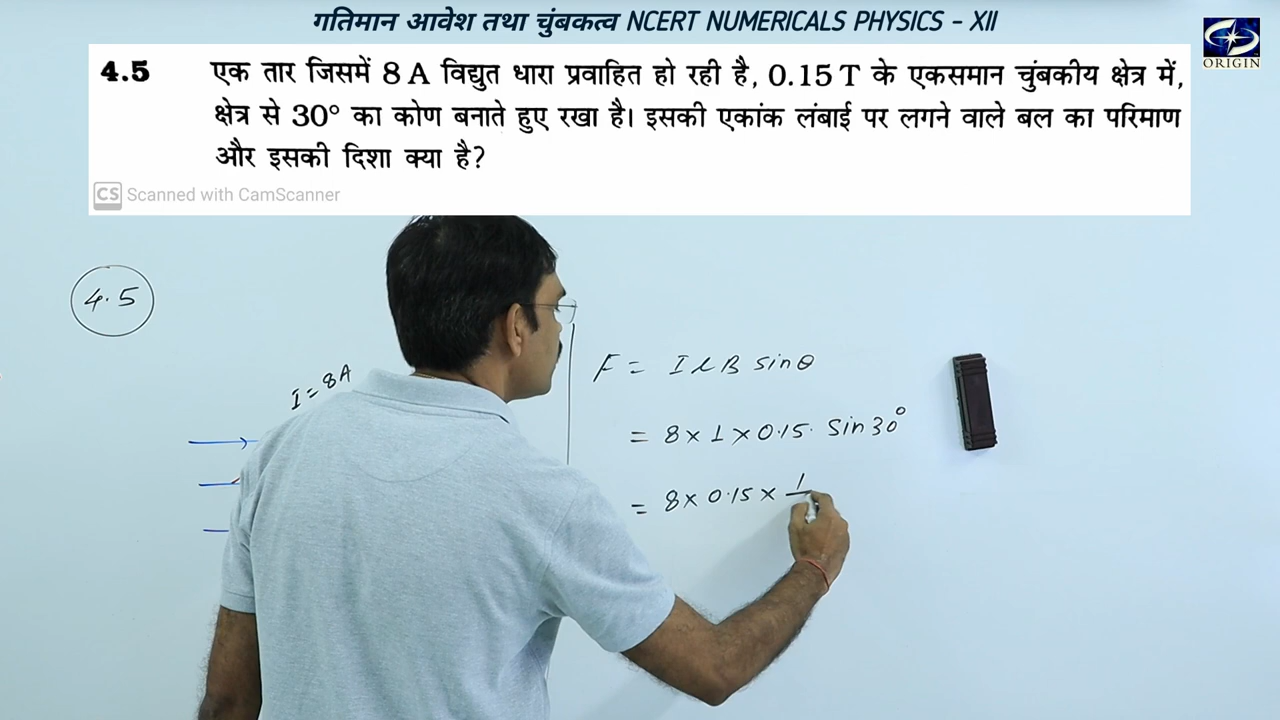 गतिमान आवेश तथा चुंबकत्व NCERT NUMERICALS PHYSICS - XII
ORIGIN
4.5 एक तार जिसमें 8 A विद्युत धारा प्रवाहित हो रही है, 0.15 T के एकसमान चुंबकीय क्षेत्र में,
क्षेत्र से 30° का कोण बनाते हुए रखा है। इसकी एकांक लंबाई पर लगने वाले बल का परिमाण
और इसकी दिशा क्या है?
CS Scanned with CamScanner
4.5
I = 8A
F = I l B sinθ
= 8 × 1 × 0.15 . Sin 30°
= 8 × 0.15 × 1